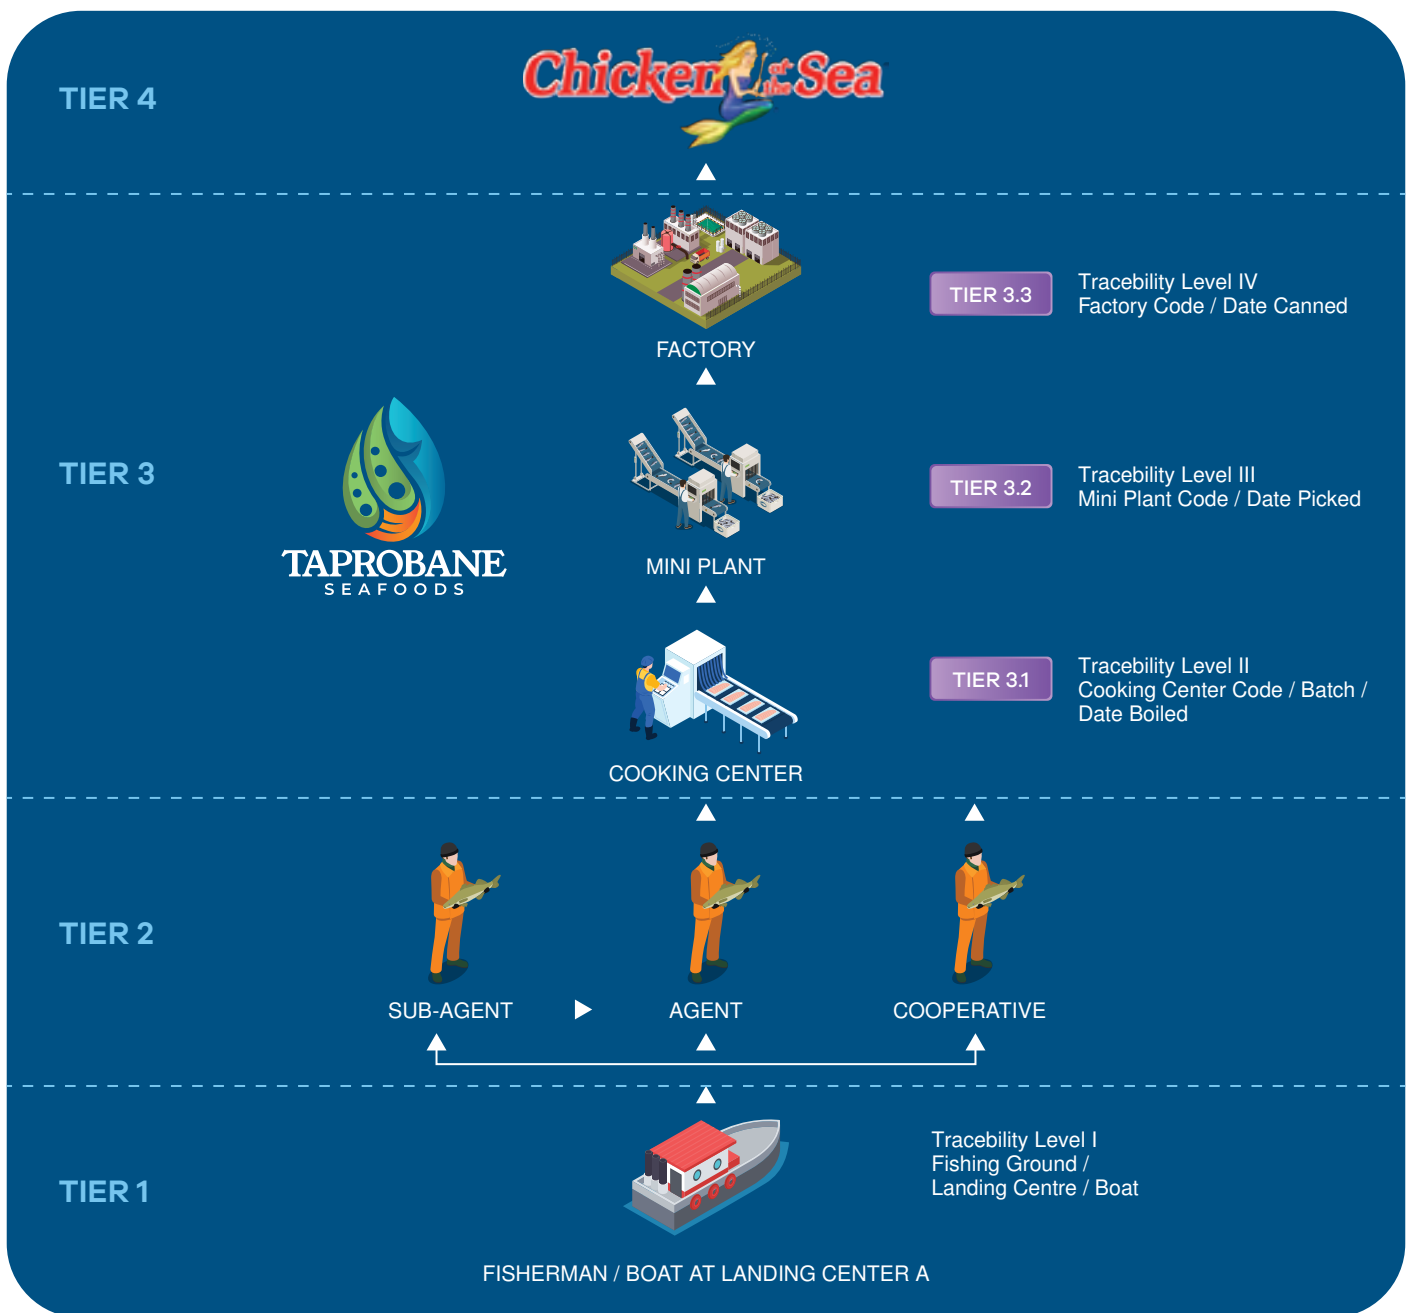 TIER 4
Chicken of the Sea
TIER 3.3
Tracebility Level IV
Factory Code / Date Canned
FACTORY
TIER 3
TAPROBANE
SEAFOODS
TIER 3.2
Tracebility Level III
Mini Plant Code / Date Picked
MINI PLANT
TIER 3.1
Tracebility Level II
Cooking Center Code / Batch /
Date Boiled
COOKING CENTER
TIER 2
SUB-AGENT
AGENT
COOPERATIVE
Tracebility Level I
Fishing Ground /
Landing Centre / Boat
TIER 1
FISHERMAN / BOAT AT LANDING CENTER A